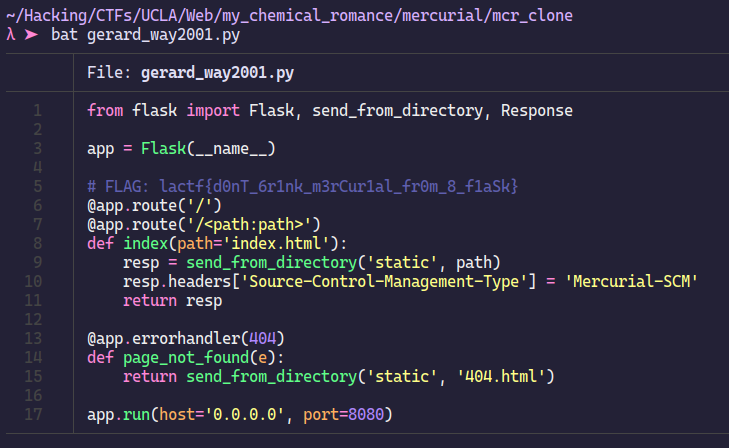 ~/Hacking/CTFs/UCLA/Web/my_chemical_romance/mercurial/mcr_clone
λ ➤ bat gerard_way2001.py
File: gerard_way2001.py
1 from flask import Flask, send_from_directory, Response
2
3 app = Flask(__name__)
4
5 # FLAG: lactf{d0nT_6r1nk_m3rCur1al_fr0m_8_f1aSk}
6 @app.route('/')
7 @app.route('/<path:path>')
8 def index(path='index.html'):
9     resp = send_from_directory('static', path)
10     resp.headers['Source-Control-Management-Type'] = 'Mercurial-SCM'
11     return resp
12
13 @app.errorhandler(404)
14 def page_not_found(e):
15     return send_from_directory('static', '404.html')
16
17 app.run(host='0.0.0.0', port=8080)